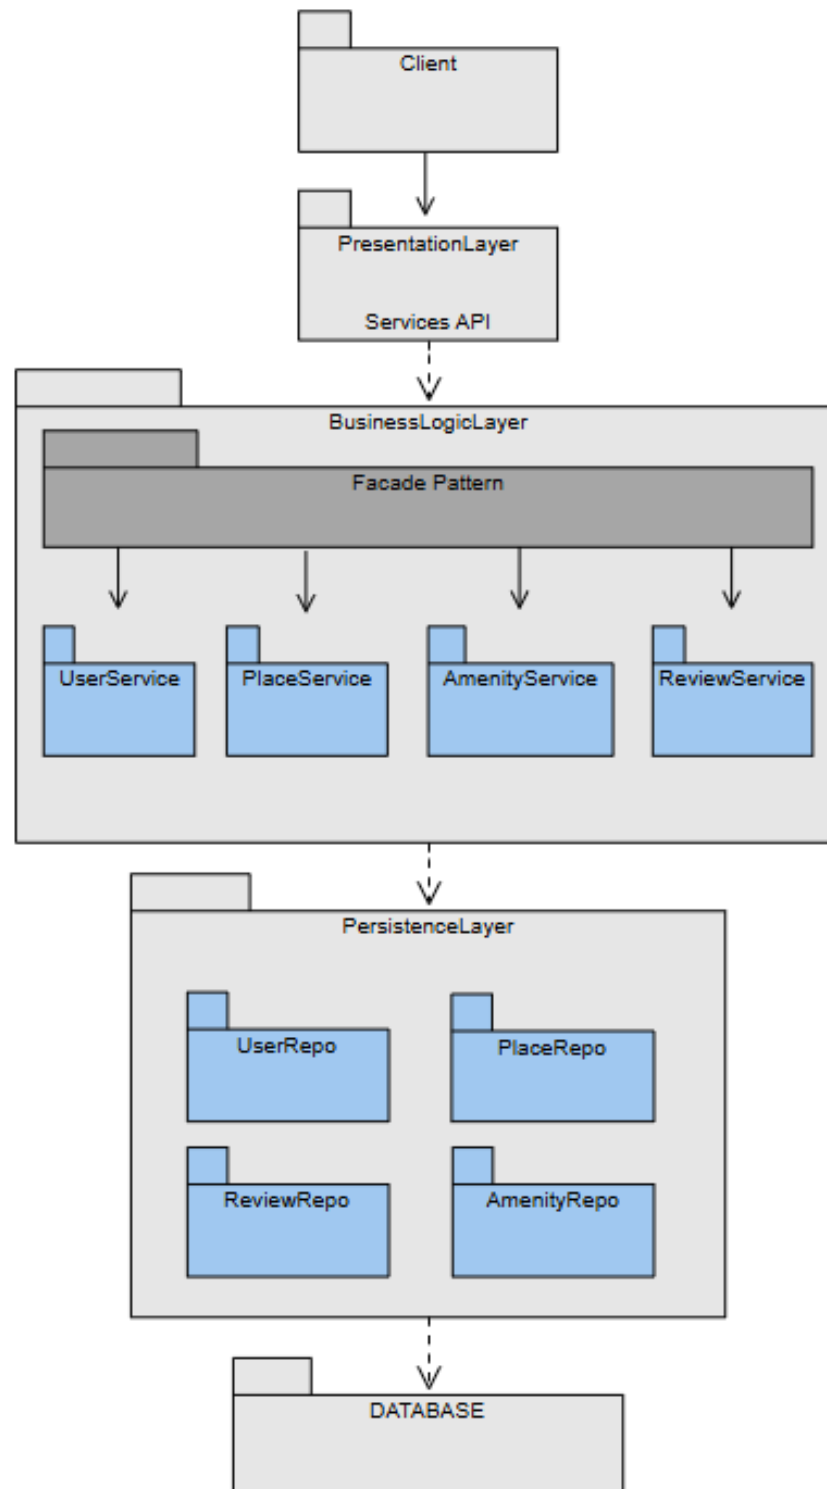 Client
PresentationLayer
Services API
BusinessLogicLayer
Facade Pattern
UserService
PlaceService
AmenityService
ReviewService
PersistenceLayer
UserRepo
PlaceRepo
ReviewRepo
AmenityRepo
DATABASE